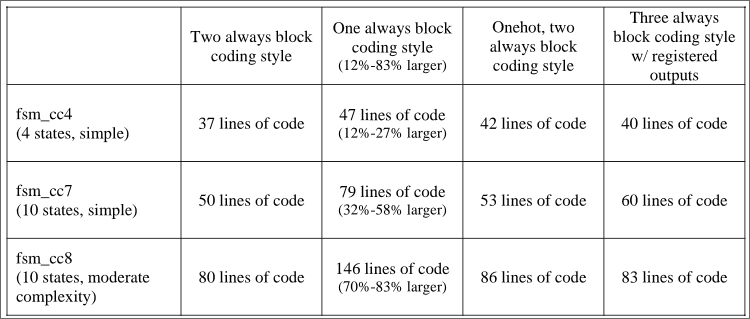 Two always block
coding style
One always block
coding style
(12%-83% larger)
Onehot, two
always block
coding style
Three always
block coding style
w/ registered
outputs
fsm_cc4
(4 states, simple)
37 lines of code
47 lines of code
(12%-27% larger)
42 lines of code
40 lines of code
fsm_cc7
(10 states, simple)
50 lines of code
79 lines of code
(32%-58% larger)
53 lines of code
60 lines of code
fsm_cc8
(10 states, moderate
complexity)
80 lines of code
146 lines of code
(70%-83% larger)
86 lines of code
83 lines of code